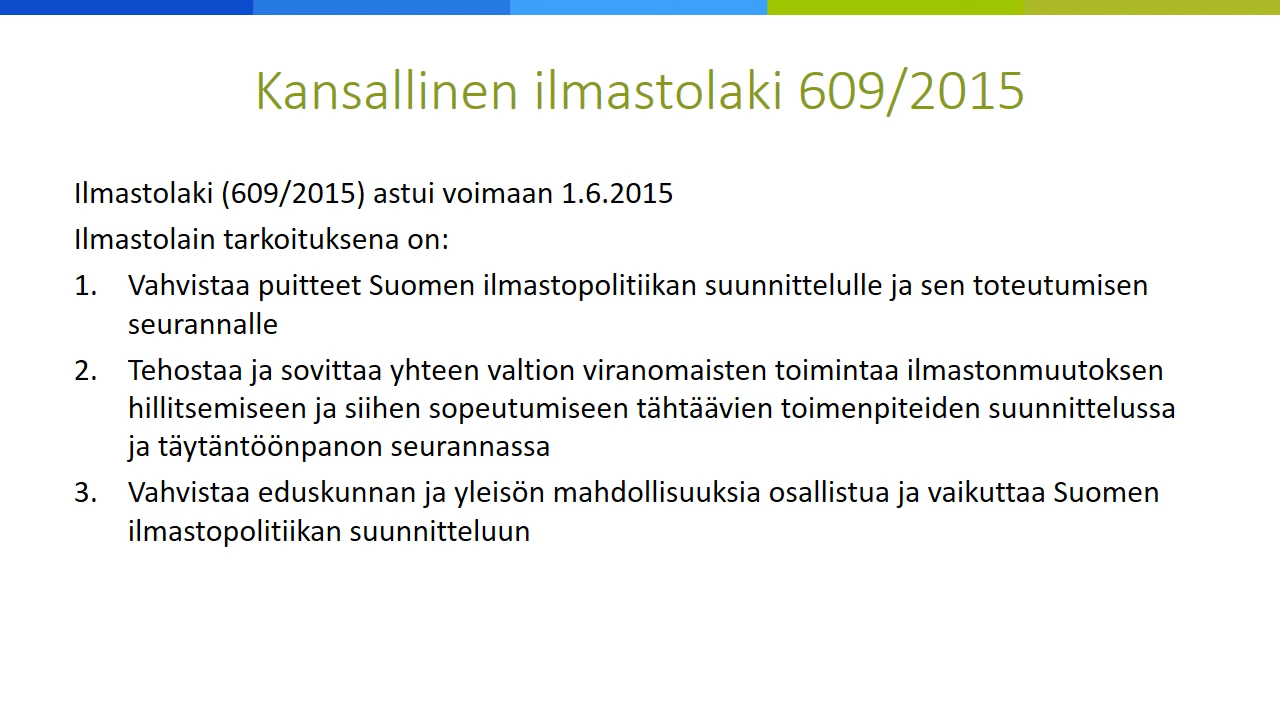 Kansallinen ilmastolaki 609/2015
Ilmastolaki (609/2015) astui voimaan 1.6.2015
Ilmastolain tarkoituksena on:
1. Vahvistaa puitteet Suomen ilmastopolitiikan suunnittelulle ja sen toteutumisen
seurannalle
2. Tehostaa ja sovittaa yhteen valtion viranomaisten toimintaa ilmastonmuutoksen
hillitsemiseen ja siihen sopeutumiseen tähtäävien toimenpiteiden suunnittelussa
ja täytäntöönpanon seurannassa
3. Vahvistaa eduskunnan ja yleisön mahdollisuuksia osallistua ja vaikuttaa Suomen
ilmastopolitiikan suunnitteluun